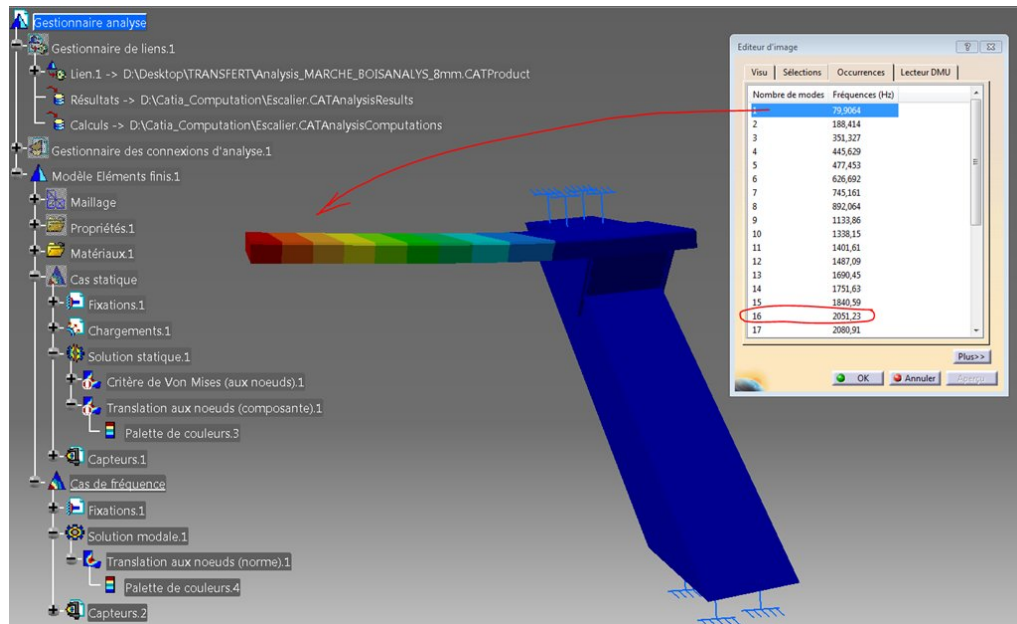 Gestionnaire analyse
Gestionnaire de liens.1
Lien.1 -> D:\Desktop\TRANSFERT\Analysis_MARCHE_BOISANALYS_8mm.CATProduct
Résultats -> D:\Catia_Computation\Escalier.CATAnalysisResults
Calculs -> D:\Catia_Computation\Escalier.CATAnalysisComputations
Gestionnaire des connexions d'analyse.1
Modèle Eléments finis.1
Maillage
Propriétés.1
Matériaux.1
Cas statique
Fixations.1
Chargements.1
Solution statique.1
Critère de Von Mises (aux noeuds).1
Translation aux noeuds (composante).1
Palette de couleurs.3
Capteurs.1
Cas de fréquence
Fixations.1
Solution modale.1
Translation aux noeuds (norme).1
Palette de couleurs.4
Capteurs.2
Editeur d'image
Visu Sélections Occurrences Lecteur DMU
Nombre de modes Fréquences (Hz)
1 79,9064
2 188,414
3 351,327
4 445,629
5 477,453
6 626,692
7 745,161
8 892,064
9 1133,86
10 1338,15
11 1401,61
12 1487,09
13 1690,45
14 1751,63
15 1840,59
16 2051,23
17 2080,91
Plus>>
OK Annuler Aperçu